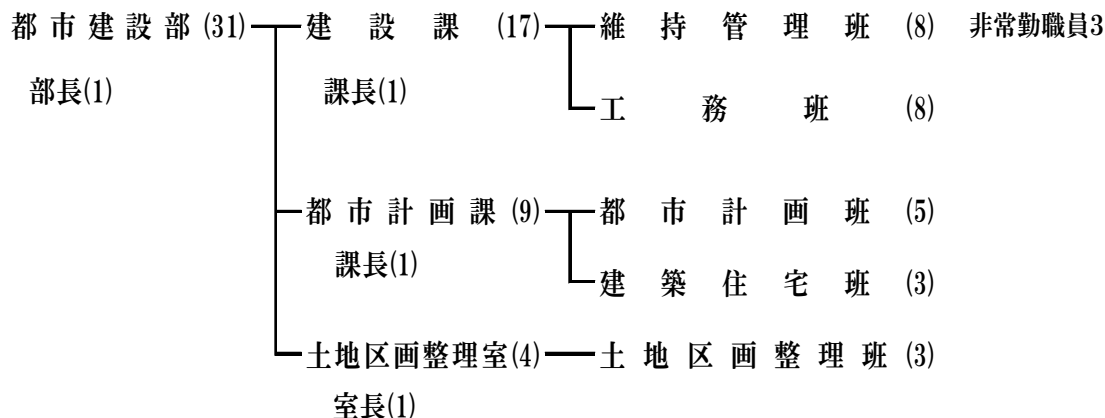 都市建設部(31) 建設課(17) 維持管理班(8) 非常勤職員3
部長(1) 課長(1)
工務班(8)
都市計画課(9) 都市計画班(5)
課長(1)
建築住宅班(3)
土地区画整理室(4) 土地区画整理班(3)
室長(1)